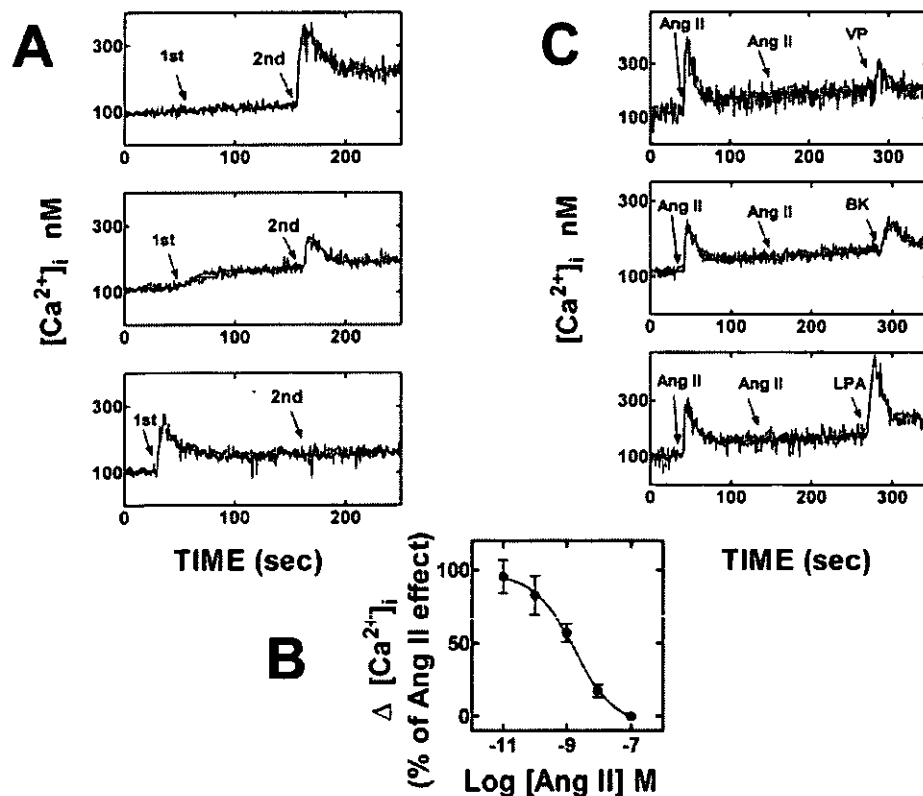 A
300
100
1st
2nd
0
100
200
300
100
1st
2nd
0
100
200
300
100
1st
2nd
0
100
200
[Ca²⁺]ᵢ nM
TIME (sec)
C
300
100
Ang II
Ang II
VP
0
100
200
300
300
100
Ang II
Ang II
BK
0
100
200
300
300
100
Ang II
Ang II
LPA
0
100
200
300
[Ca²⁺]ᵢ nM
TIME (sec)
B
Δ [Ca²⁺]ᵢ
(% of Ang II effect)
100
50
0
-11
-9
-7
Log [Ang II] M